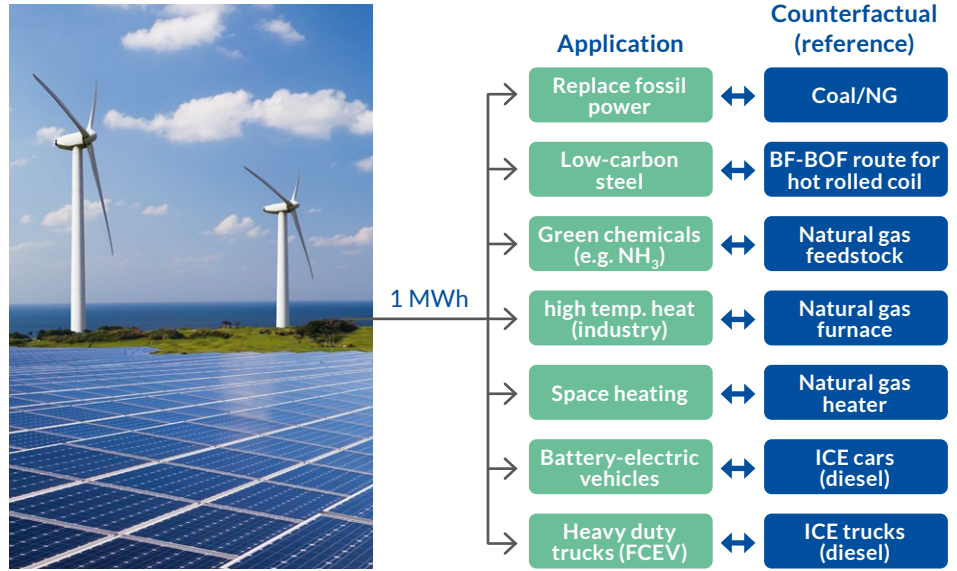 Application
Counterfactual
(reference)
Replace fossil
power
Coal/NG
Low-carbon
steel
BF-BOF route for
hot rolled coil
Green chemicals
(e.g. NH₃)
Natural gas
feedstock
1 MWh
high temp. heat
(industry)
Natural gas
furnace
Space heating
Natural gas
heater
Battery-electric
vehicles
ICE cars
(diesel)
Heavy duty
trucks (FCEV)
ICE trucks
(diesel)